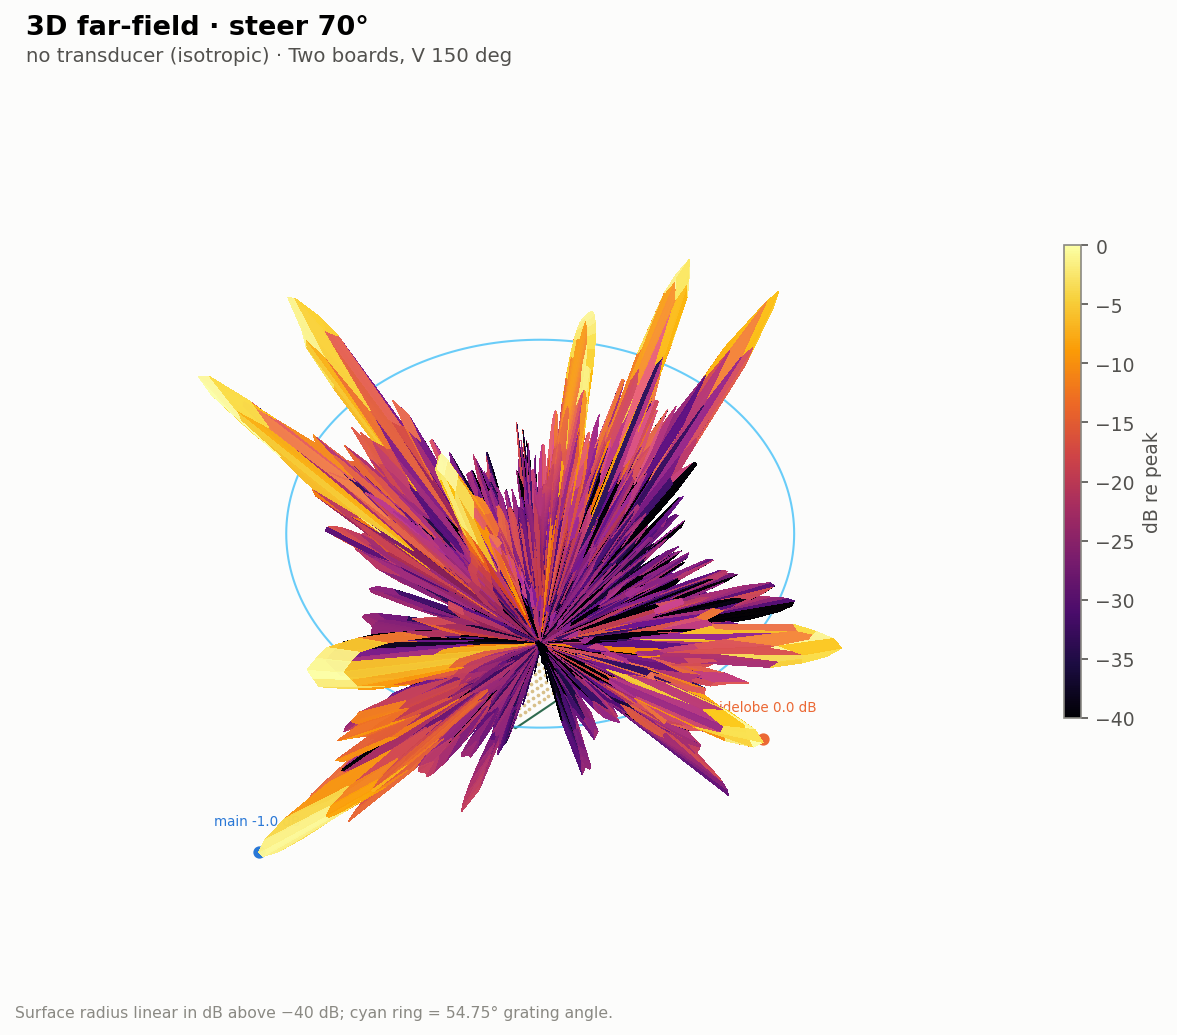 3D far-field · steer 70°
no transducer (isotropic) · Two boards, V 150 deg
0
−5
−10
−15
−20
−25
−30
−35
−40
dB re peak
idelobe 0.0 dB
main -1.0
Surface radius linear in dB above −40 dB; cyan ring = 54.75° grating angle.